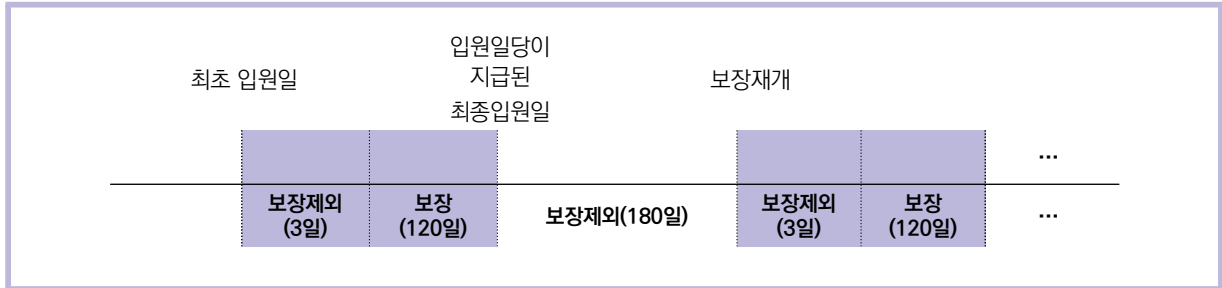 최초 입원일
입원일당이
지급된
최종입원일
보장재개
...
보장제외
(3일)
보장
(120일)
보장제외(180일)
보장제외
(3일)
보장
(120일)
...